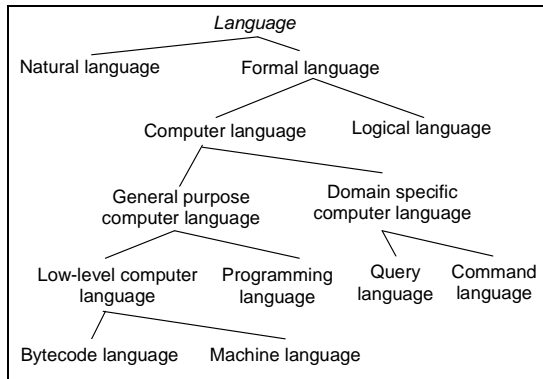 Language
Natural language
Formal language
Computer language
Logical language
General purpose
computer language
Domain specific
computer language
Low-level computer
language
Programming
language
Query
language
Command
language
Bytecode language
Machine language